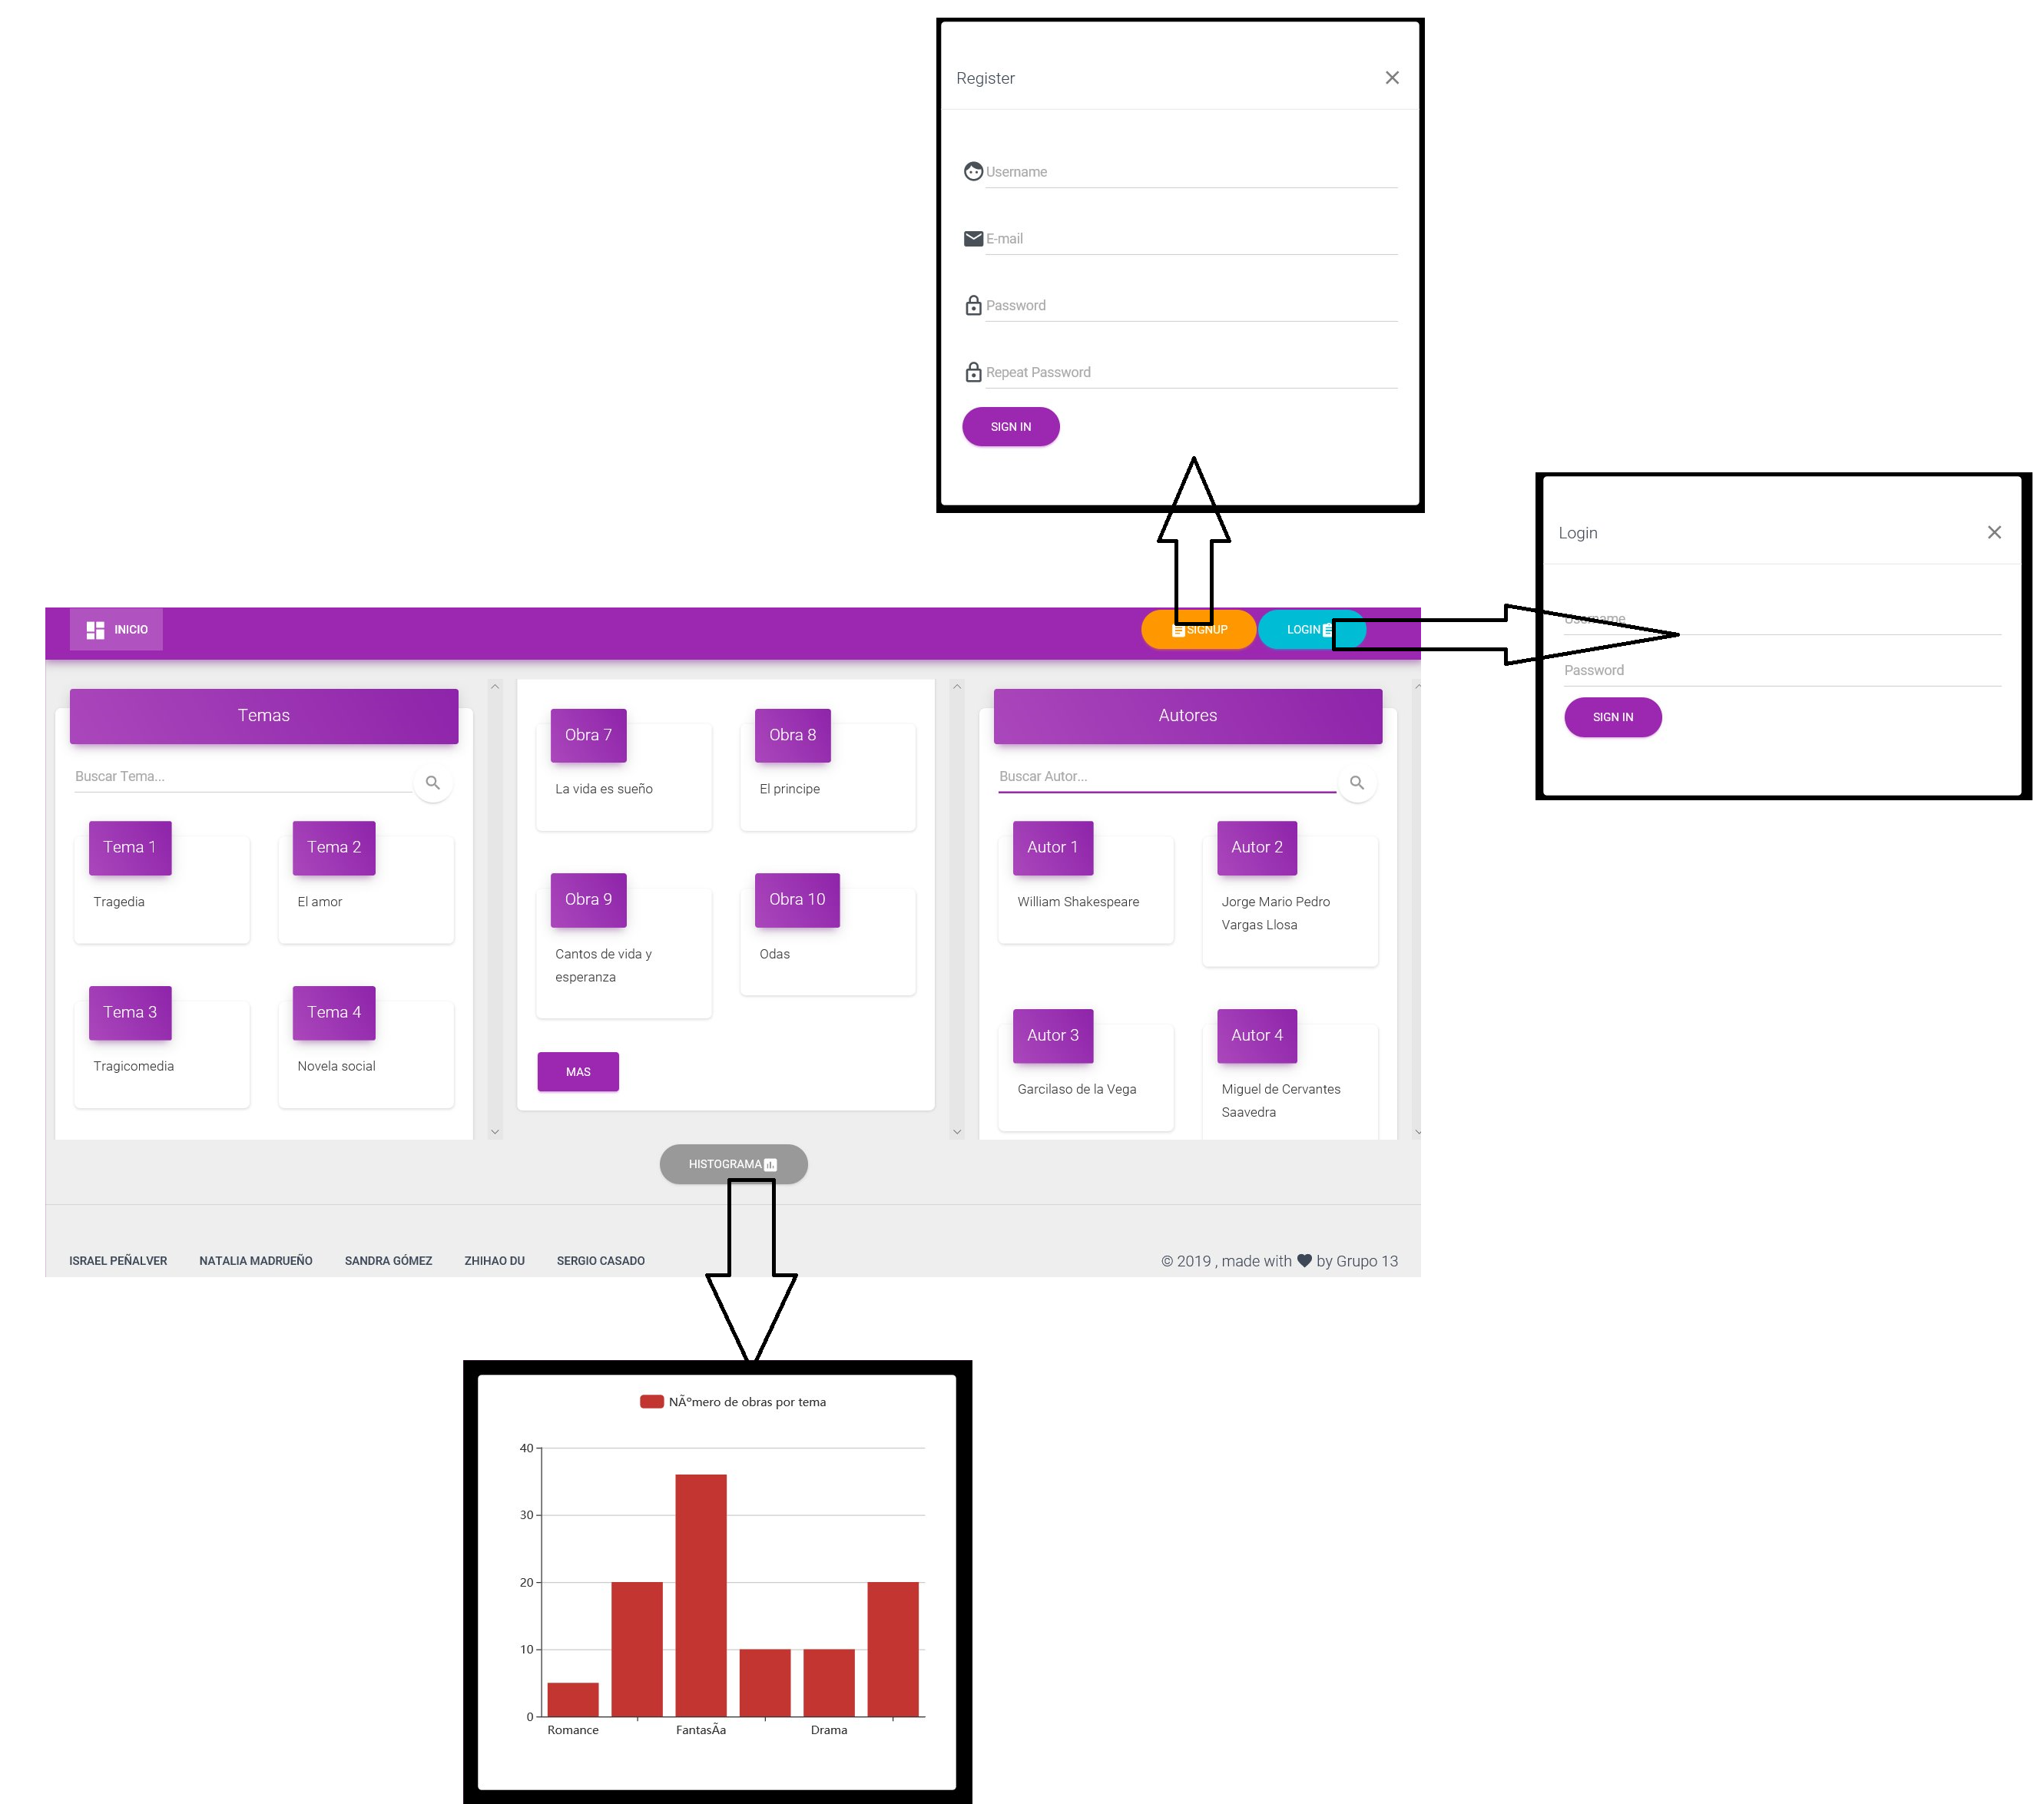 Register
Username
E-mail
Password
Repeat Password
SIGN IN
Login
Username
Password
SIGN IN
INICIO
SIGNUP
LOGIN
Temas
Buscar Tema...
Tema 1
Tragedia
Tema 2
El amor
Tema 3
Tragicomedia
Tema 4
Novela social
Obra 7
La vida es sueño
Obra 8
El principe
Obra 9
Cantos de vida y
esperanza
Obra 10
Odas
MAS
Autores
Buscar Autor...
Autor 1
William Shakespeare
Autor 2
Jorge Mario Pedro
Vargas Llosa
Autor 3
Garcilaso de la Vega
Autor 4
Miguel de Cervantes
Saavedra
HISTOGRAMA
ISRAEL PEÑALVER NATALIA MADRUEÑO SANDRA GÓMEZ ZHIHAO DU SERGIO CASADO
© 2019 , made with ♥ by Grupo 13
NÃºmero de obras por tema
40
30
20
10
0
Romance FantasÃa Drama